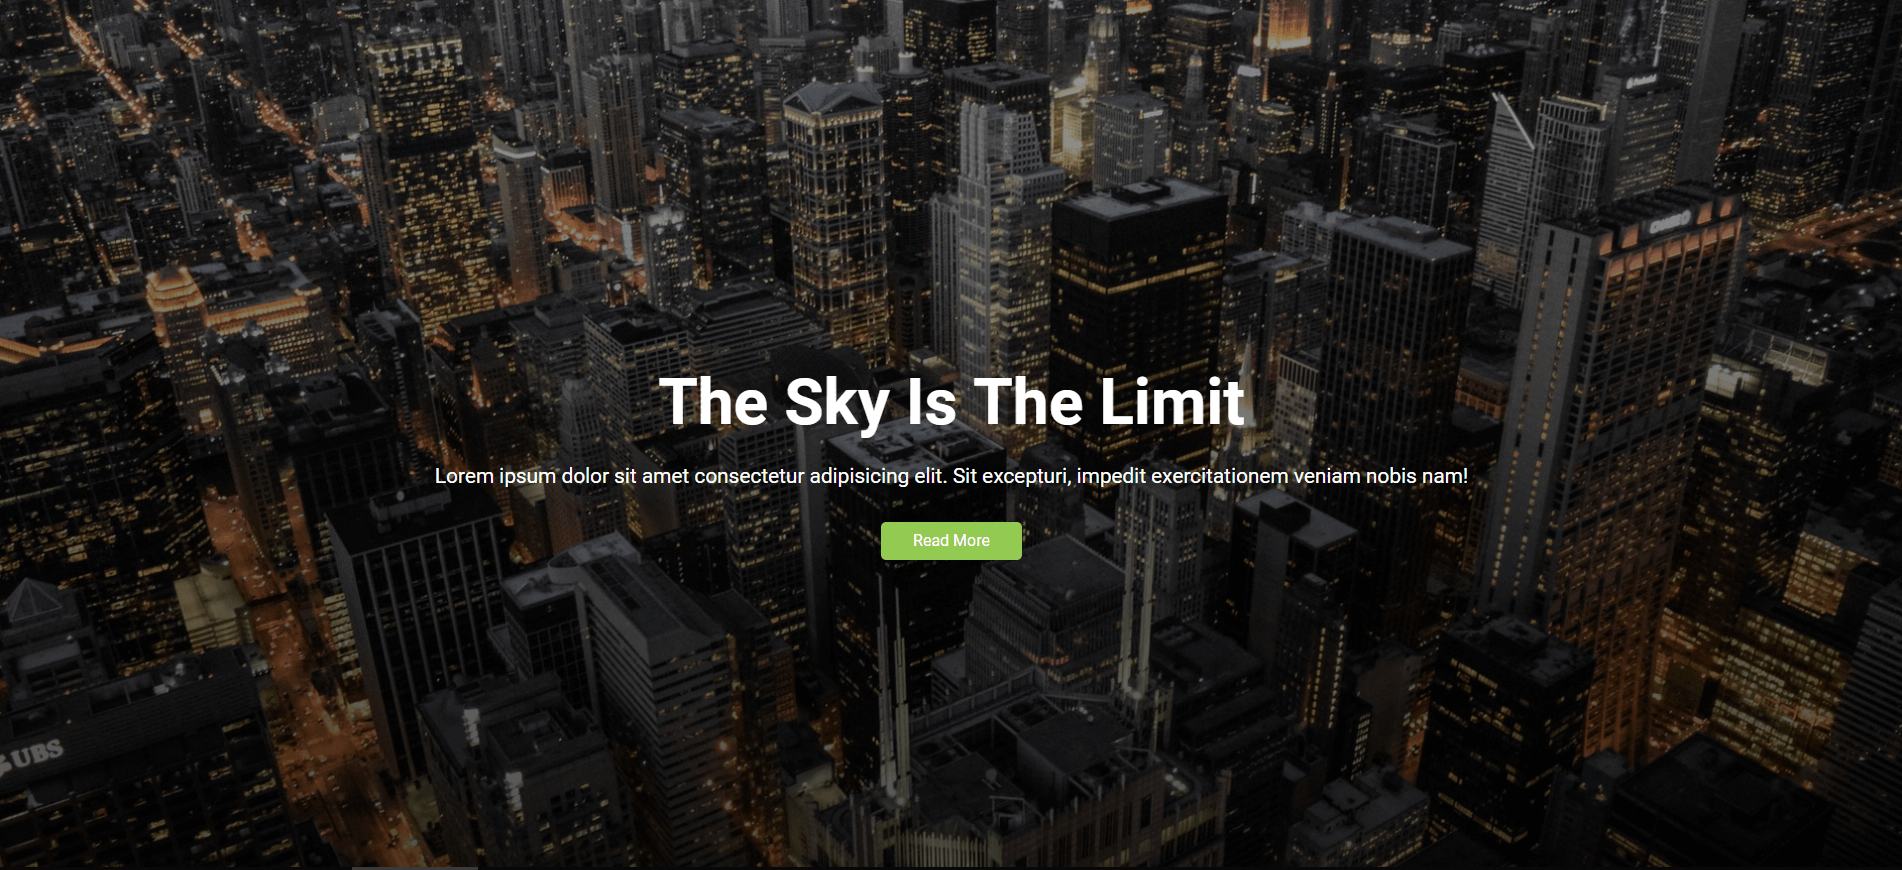 The Sky Is The Limit
Lorem ipsum dolor sit amet consectetur adipisicing elit. Sit excepturi, impedit exercitationem veniam nobis nam!
Read More
UBS